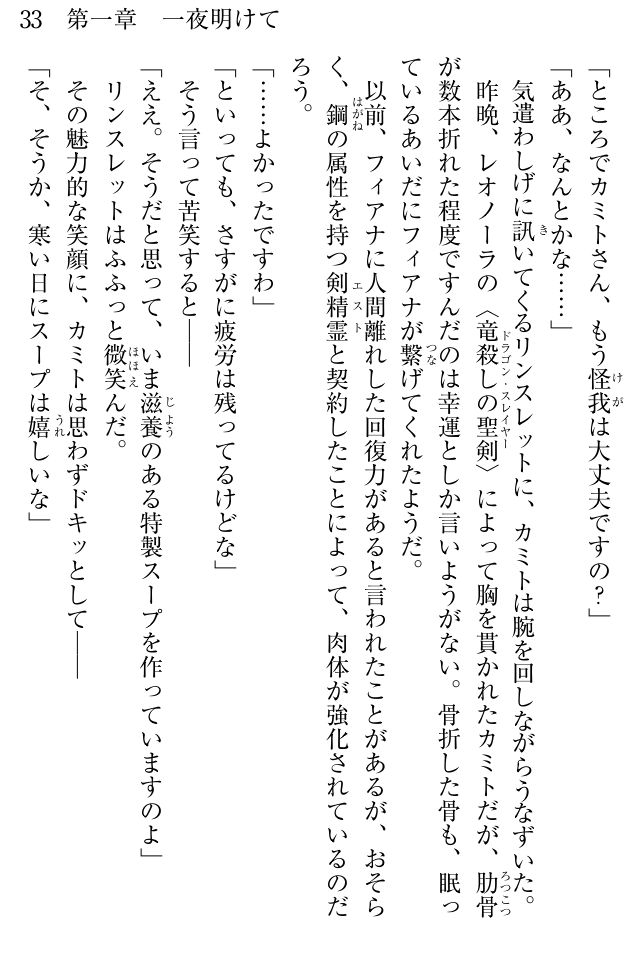 33　第一章　一夜明けて
「ところでカミトさん、もう怪我は大丈夫ですの？」
「ああ、なんとかな……」
　気遣わしげに訊いてくるリンスレットに、カミトは腕を回しながらうなずいた。
　昨晩、レオノーラの〈竜殺しの聖剣〉によって胸を貫かれたカミトだが、肋骨
が数本折れた程度ですんだのは幸運としか言いようがない。骨折した骨も、眠っ
ているあいだにフィアナが繋げてくれたようだ。
　以前、フィアナに人間離れした回復力があると言われたことがあるが、おそら
く、鋼の属性を持つ剣精霊と契約したことによって、肉体が強化されているのだ
ろう。
「……よかったですわ」
「といっても、さすがに疲労は残ってるけどな」
　そう言って苦笑すると――
「ええ。そうだと思って、いま滋養のある特製スープを作っていますのよ」
　リンスレットはふふっと微笑んだ。
　その魅力的な笑顔に、カミトは思わずドキッとして――
「そ、そうか、寒い日にスープは嬉しいな」